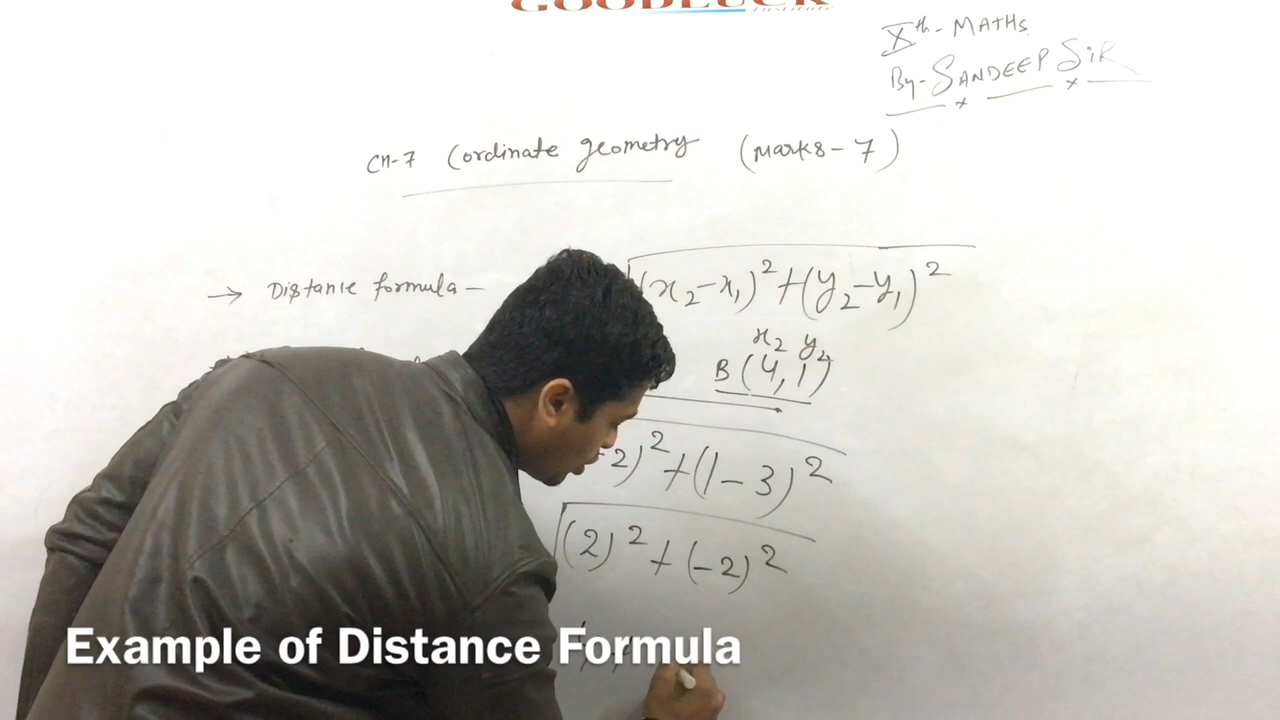 GOODLUCK
Xth - MATHS
By - SANDEEP SIR
CH-7 Coordinate geometry (Marks - 7)
→ Distance formula -
(x₂-x₁)² + (y₂-y₁)²
x₂ y₂
B (4, 1)
2)² + (1 - 3)²
√(2)² + (-2)²
Example of Distance Formula